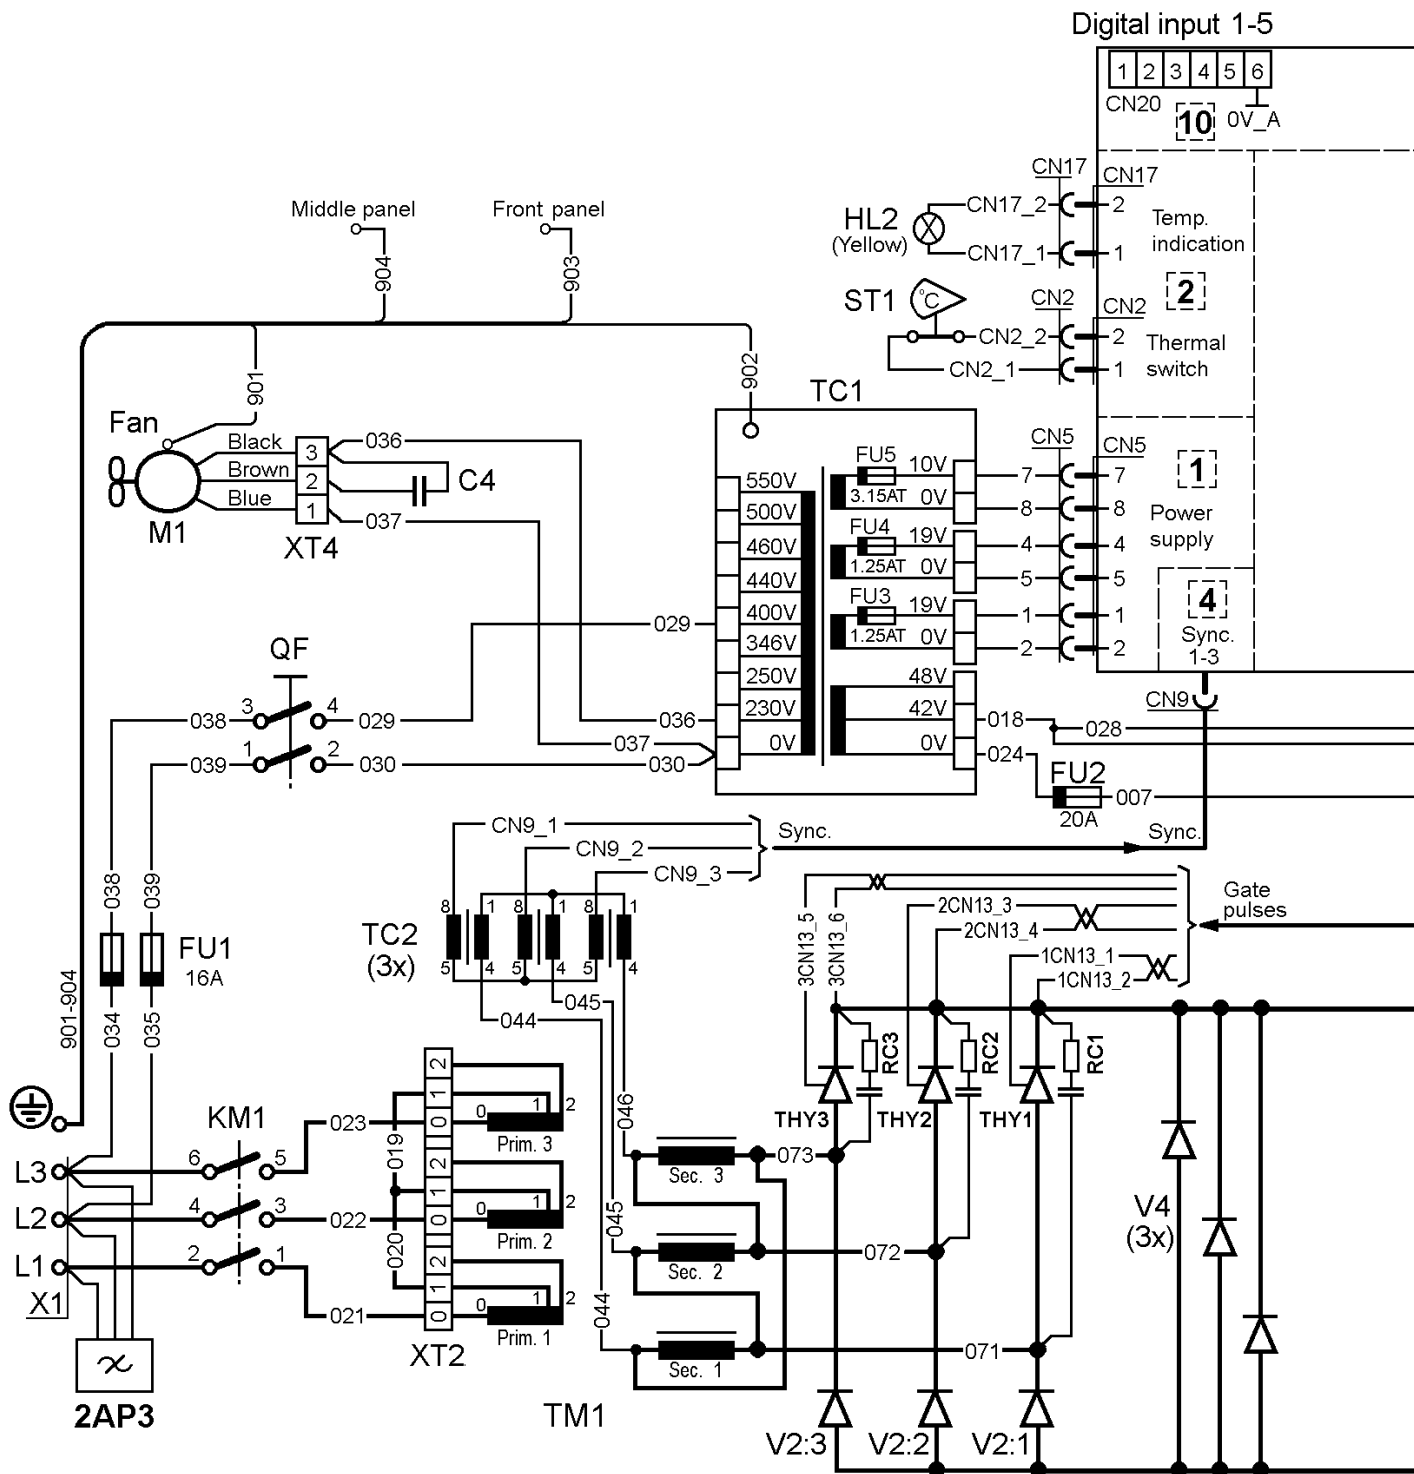 Digital input 1-5
1 2 3 4 5 6
CN20
10
0V_A
Middle panel
Front panel
904
903
CN17
CN17
HL2
(Yellow)
CN17_2
2
CN17_1
1
Temp.
indication
2
ST1
°C
CN2
CN2
CN2_2
2
CN2_1
1
Thermal
switch
901
902
TC1
Fan
M1
Black
Brown
Blue
3
2
1
XT4
036
C4
037
550V
500V
460V
440V
400V
346V
250V
230V
0V
FU5
3.15AT
10V
0V
FU4
1.25AT
19V
0V
FU3
1.25AT
19V
0V
48V
42V
0V
CN5
CN5
7
7
8
8
4
4
5
5
1
1
2
2
1
Power
supply
4
Sync.
1-3
CN9
029
QF
038
3
4
029
039
1
2
030
036
037
030
018
028
024
FU2
20A
007
CN9_1
CN9_2
CN9_3
Sync.
Sync.
038
039
FU1
16A
034
035
901-904
TC2
(3x)
8
1
8
1
8
1
5
4
5
4
5
4
044
045
046
3CN13_5
3CN13_6
2CN13_3
2CN13_4
1CN13_1
1CN13_2
Gate
pulses
RC3
RC2
RC1
THY3
THY2
THY1
L3
L2
L1
X1
KM1
6
5
4
3
2
1
023
022
021
019
020
2
1
0
2
1
0
2
1
0
XT2
0
1
2
Prim. 3
0
1
2
Prim. 2
0
1
2
Prim. 1
045
044
Sec. 3
Sec. 2
Sec. 1
073
072
071
TM1
2AP3
V4
(3x)
V2:3
V2:2
V2:1